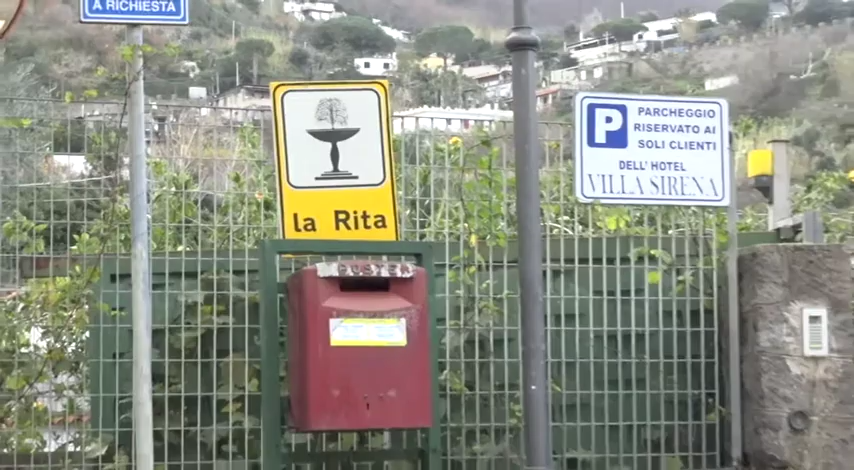 A RICHIESTA
la Rita
POSTE
P
PARCHEGGIO
RISERVATO AI
SOLI CLIENTI
DELL'HOTEL
VILLA SIRENA